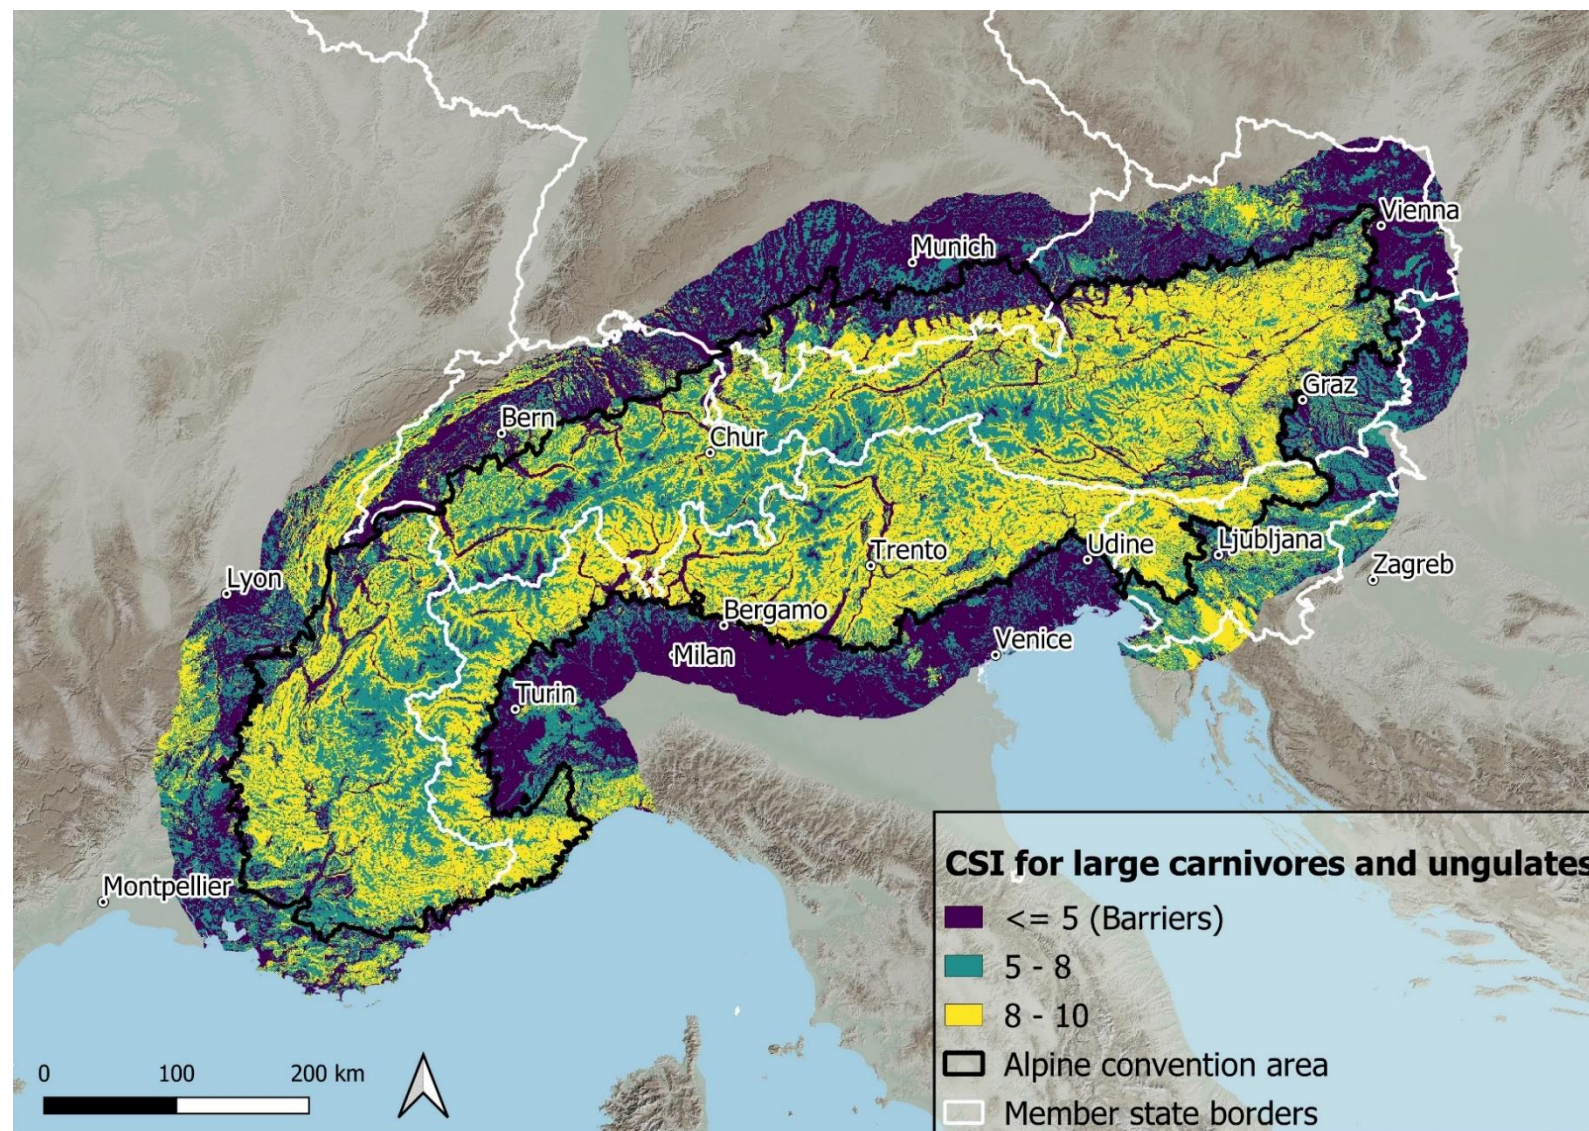 Vienna
Munich
Graz
Bern
Chur
Trento
Udine
Ljubljana
Zagreb
Lyon
Bergamo
Milan
Venice
Turin
Montpellier
CSI for large carnivores and ungulates
<= 5 (Barriers)
5 - 8
8 - 10
Alpine convention area
Member state borders
0 100 200 km